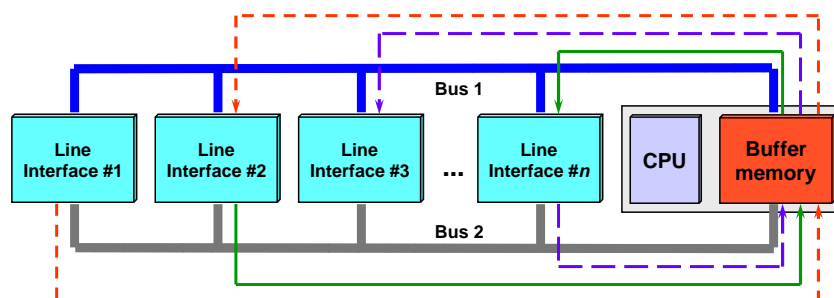 Bus 1
Line
Interface #1
Line
Interface #2
Line
Interface #3
...
Line
Interface #n
CPU
Buffer
memory
Bus 2